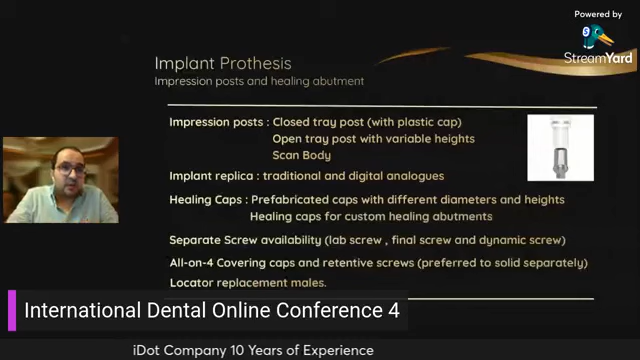 Powered by
StreamYard
Implant Prothesis
Impression posts and healing abutment
Impression posts : Closed tray post (with plastic cap)
Open tray post with variable heights
Scan Body
Implant replica : traditional and digital analogues
Healing Caps : Prefabricated caps with different diameters and heights
Healing caps for custom healing abutments
Separate Screw availability (lab screw , final screw and dynamic screw)
All-on-4 Covering caps and retentive screws (preferred to solid separately)
Locator replacement males.
International Dental Online Conference 4
iDot Company 10 Years of Experience